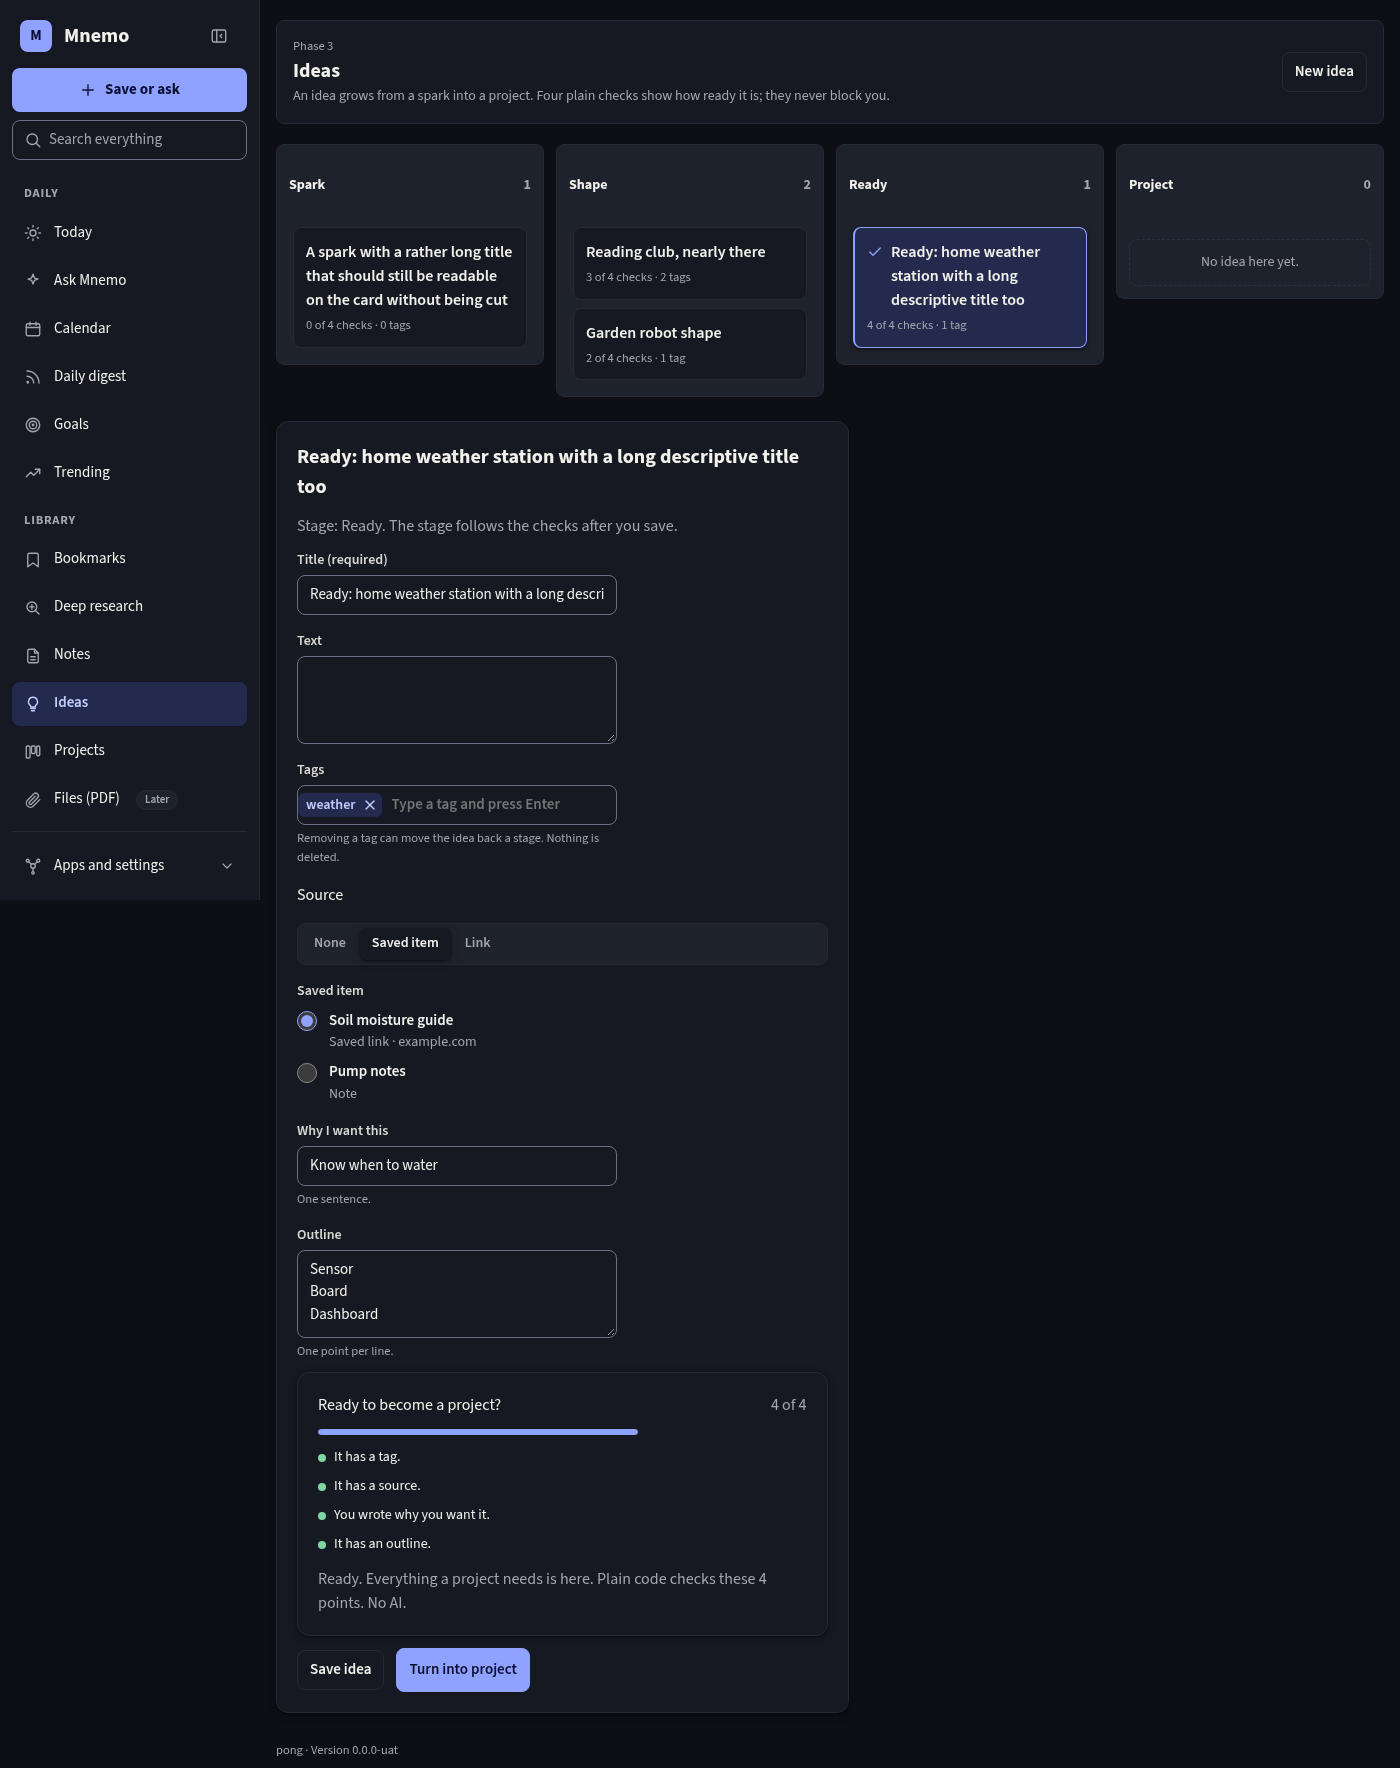 M Mnemo
Save or ask
Search everything
DAILY
Today
Ask Mnemo
Calendar
Daily digest
Goals
Trending
LIBRARY
Bookmarks
Deep research
Notes
Ideas
Projects
Files (PDF) Later
Apps and settings
Phase 3
Ideas
An idea grows from a spark into a project. Four plain checks show how ready it is; they never block you.
New idea
Spark 1
A spark with a rather long title
that should still be readable
on the card without being cut
0 of 4 checks · 0 tags
Shape 2
Reading club, nearly there
3 of 4 checks · 2 tags
Garden robot shape
2 of 4 checks · 1 tag
Ready 1
Ready: home weather
station with a long
descriptive title too
4 of 4 checks · 1 tag
Project 0
No idea here yet.
Ready: home weather station with a long descriptive title
too
Stage: Ready. The stage follows the checks after you save.
Title (required)
Ready: home weather station with a long descri
Text
Tags
weather Type a tag and press Enter
Removing a tag can move the idea back a stage. Nothing is
deleted.
Source
None Saved item Link
Saved item
Soil moisture guide
Saved link · example.com
Pump notes
Note
Why I want this
Know when to water
One sentence.
Outline
Sensor
Board
Dashboard
One point per line.
Ready to become a project? 4 of 4
It has a tag.
It has a source.
You wrote why you want it.
It has an outline.
Ready. Everything a project needs is here. Plain code checks these 4
points. No AI.
Save idea Turn into project
pong · Version 0.0.0-uat